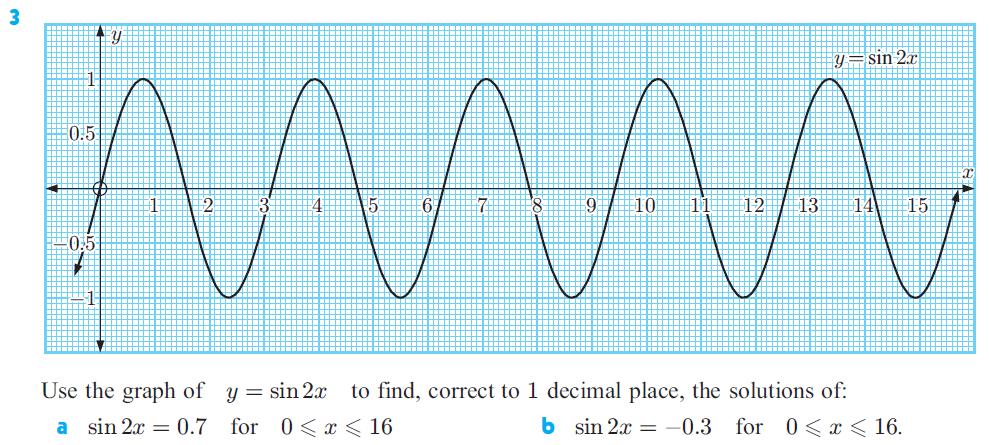 3
y
y = sin 2x
1
0.5
x
1 2 3 4 5 6 7 8 9 10 11 12 13 14 15
−0.5
−1
Use the graph of y = sin 2x to find, correct to 1 decimal place, the solutions of:
a sin 2x = 0.7 for 0 ⩽ x ⩽ 16 b sin 2x = −0.3 for 0 ⩽ x ⩽ 16.